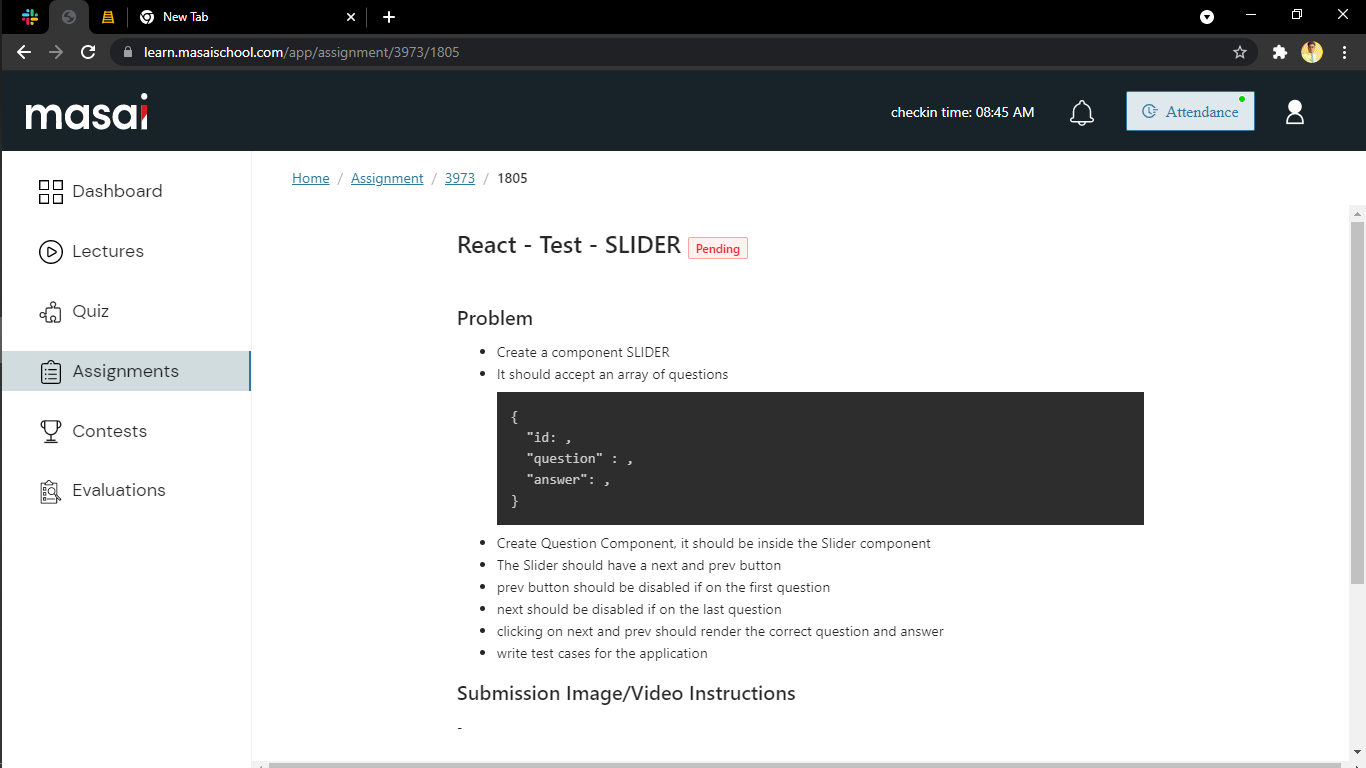 New Tab
learn.masaischool.com/app/assignment/3973/1805
masai
checkin time: 08:45 AM
Attendance
Dashboard
Lectures
Quiz
Assignments
Contests
Evaluations
Home / Assignment / 3973 / 1805
React - Test - SLIDER Pending
Problem
Create a component SLIDER
It should accept an array of questions
{
"id: ,
"question" : ,
"answer": ,
}
Create Question Component, it should be inside the Slider component
The Slider should have a next and prev button
prev button should be disabled if on the first question
next should be disabled if on the last question
clicking on next and prev should render the correct question and answer
write test cases for the application
Submission Image/Video Instructions
-